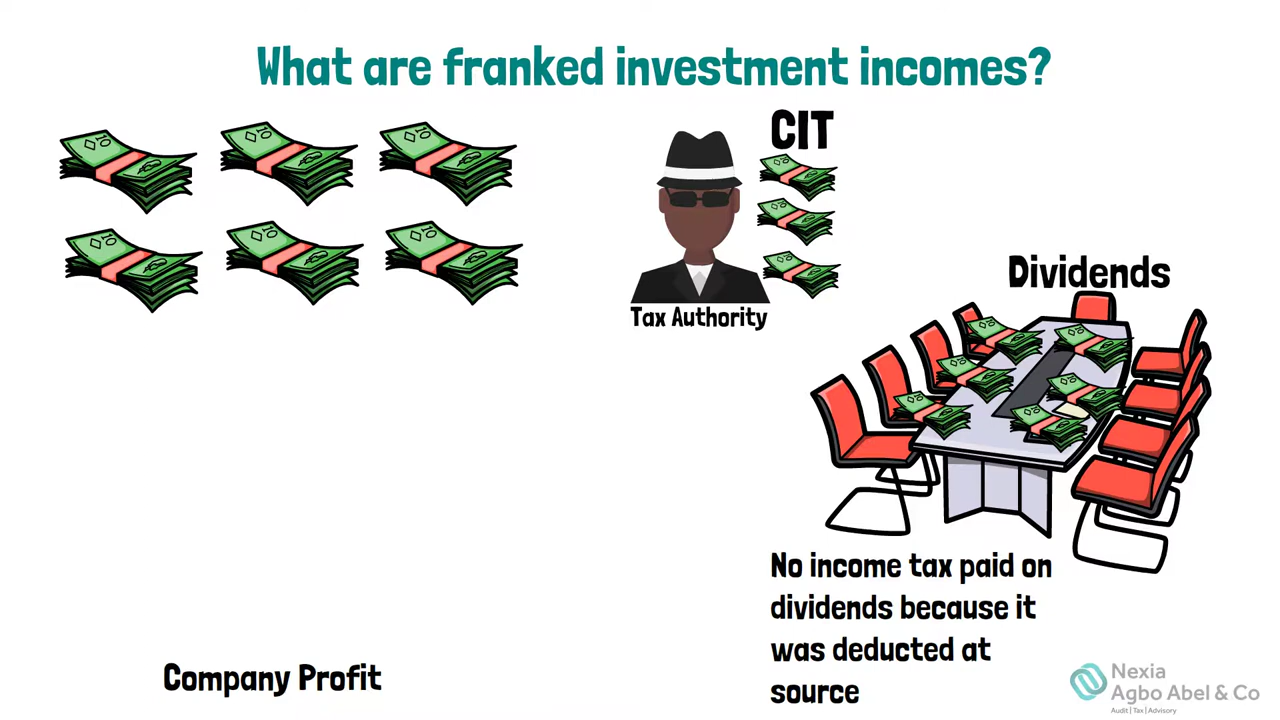 What are franked investment incomes?
CIT
Tax Authority
Dividends
No income tax paid on
dividends because it
was deducted at
source
Company Profit
Nexia
Agbo Abel & Co
Audit | Tax | Advisory